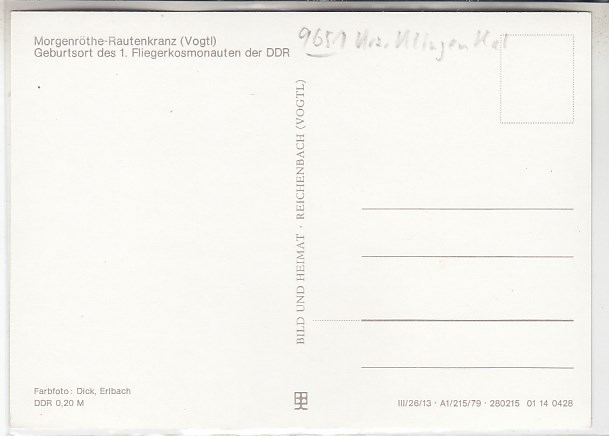 Morgenröthe-Rautenkranz (Vogtl)
Geburtsort des 1. Fliegerkosmonauten der DDR
9651
BILD UND HEIMAT · REICHENBACH (VOGTL)
Farbfoto: Dick, Erlbach
DDR 0,20 M
III/26/13 · A1/215/79 · 280215 01 14 0428